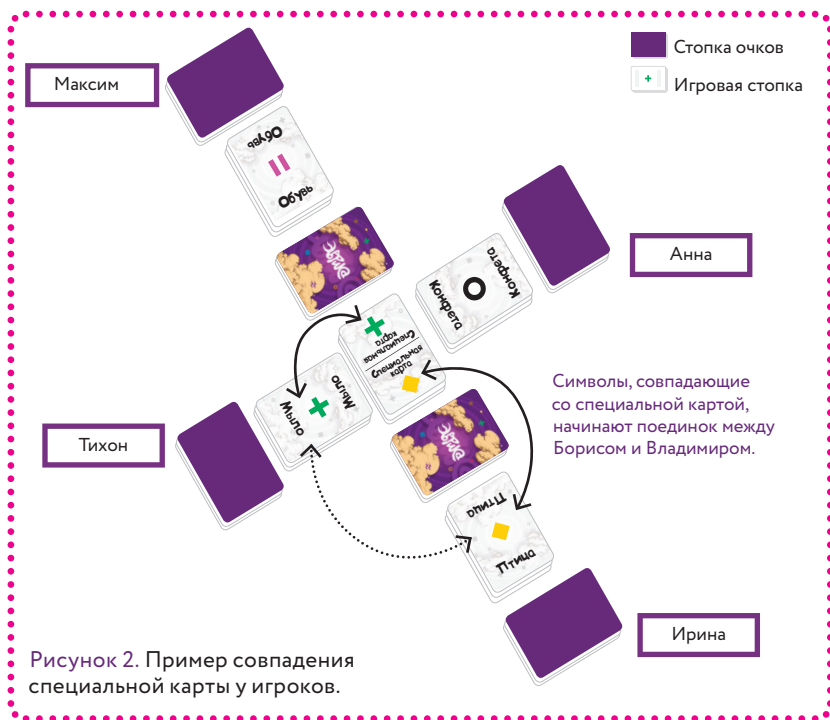 Максим
Стопка очков
Игровая стопка
Обувь
Обувь
Анна
Конфета
Конфета
Специальная
карта
Специальная
карта
Мыло
Мыло
Тихон
Символы, совпадающие
со специальной картой,
начинают поединок между
Борисом и Владимиром.
Птица
Птица
Ирина
Рисунок 2. Пример совпадения
специальной карты у игроков.